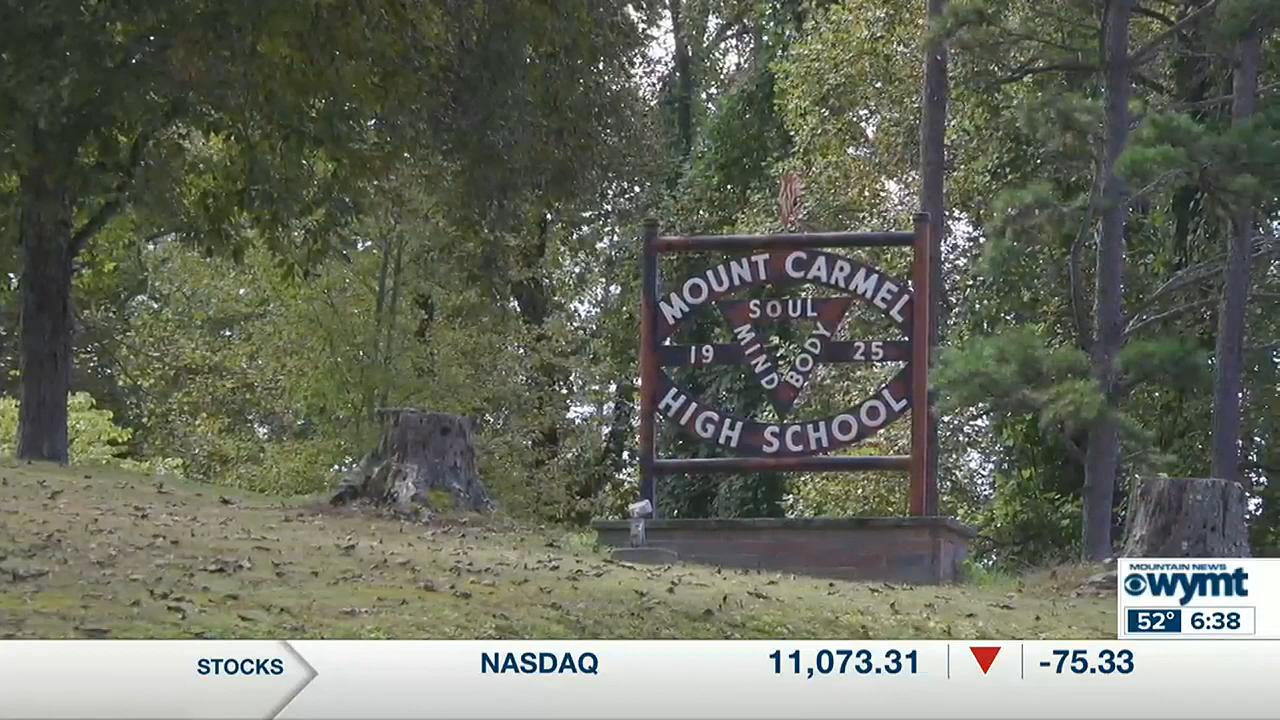 MOUNT CARMEL
SOUL
MIND BODY
19 25
HIGH SCHOOL
MOUNTAIN NEWS
wymt
52° 6:38
STOCKS NASDAQ 11,073.31 -75.33